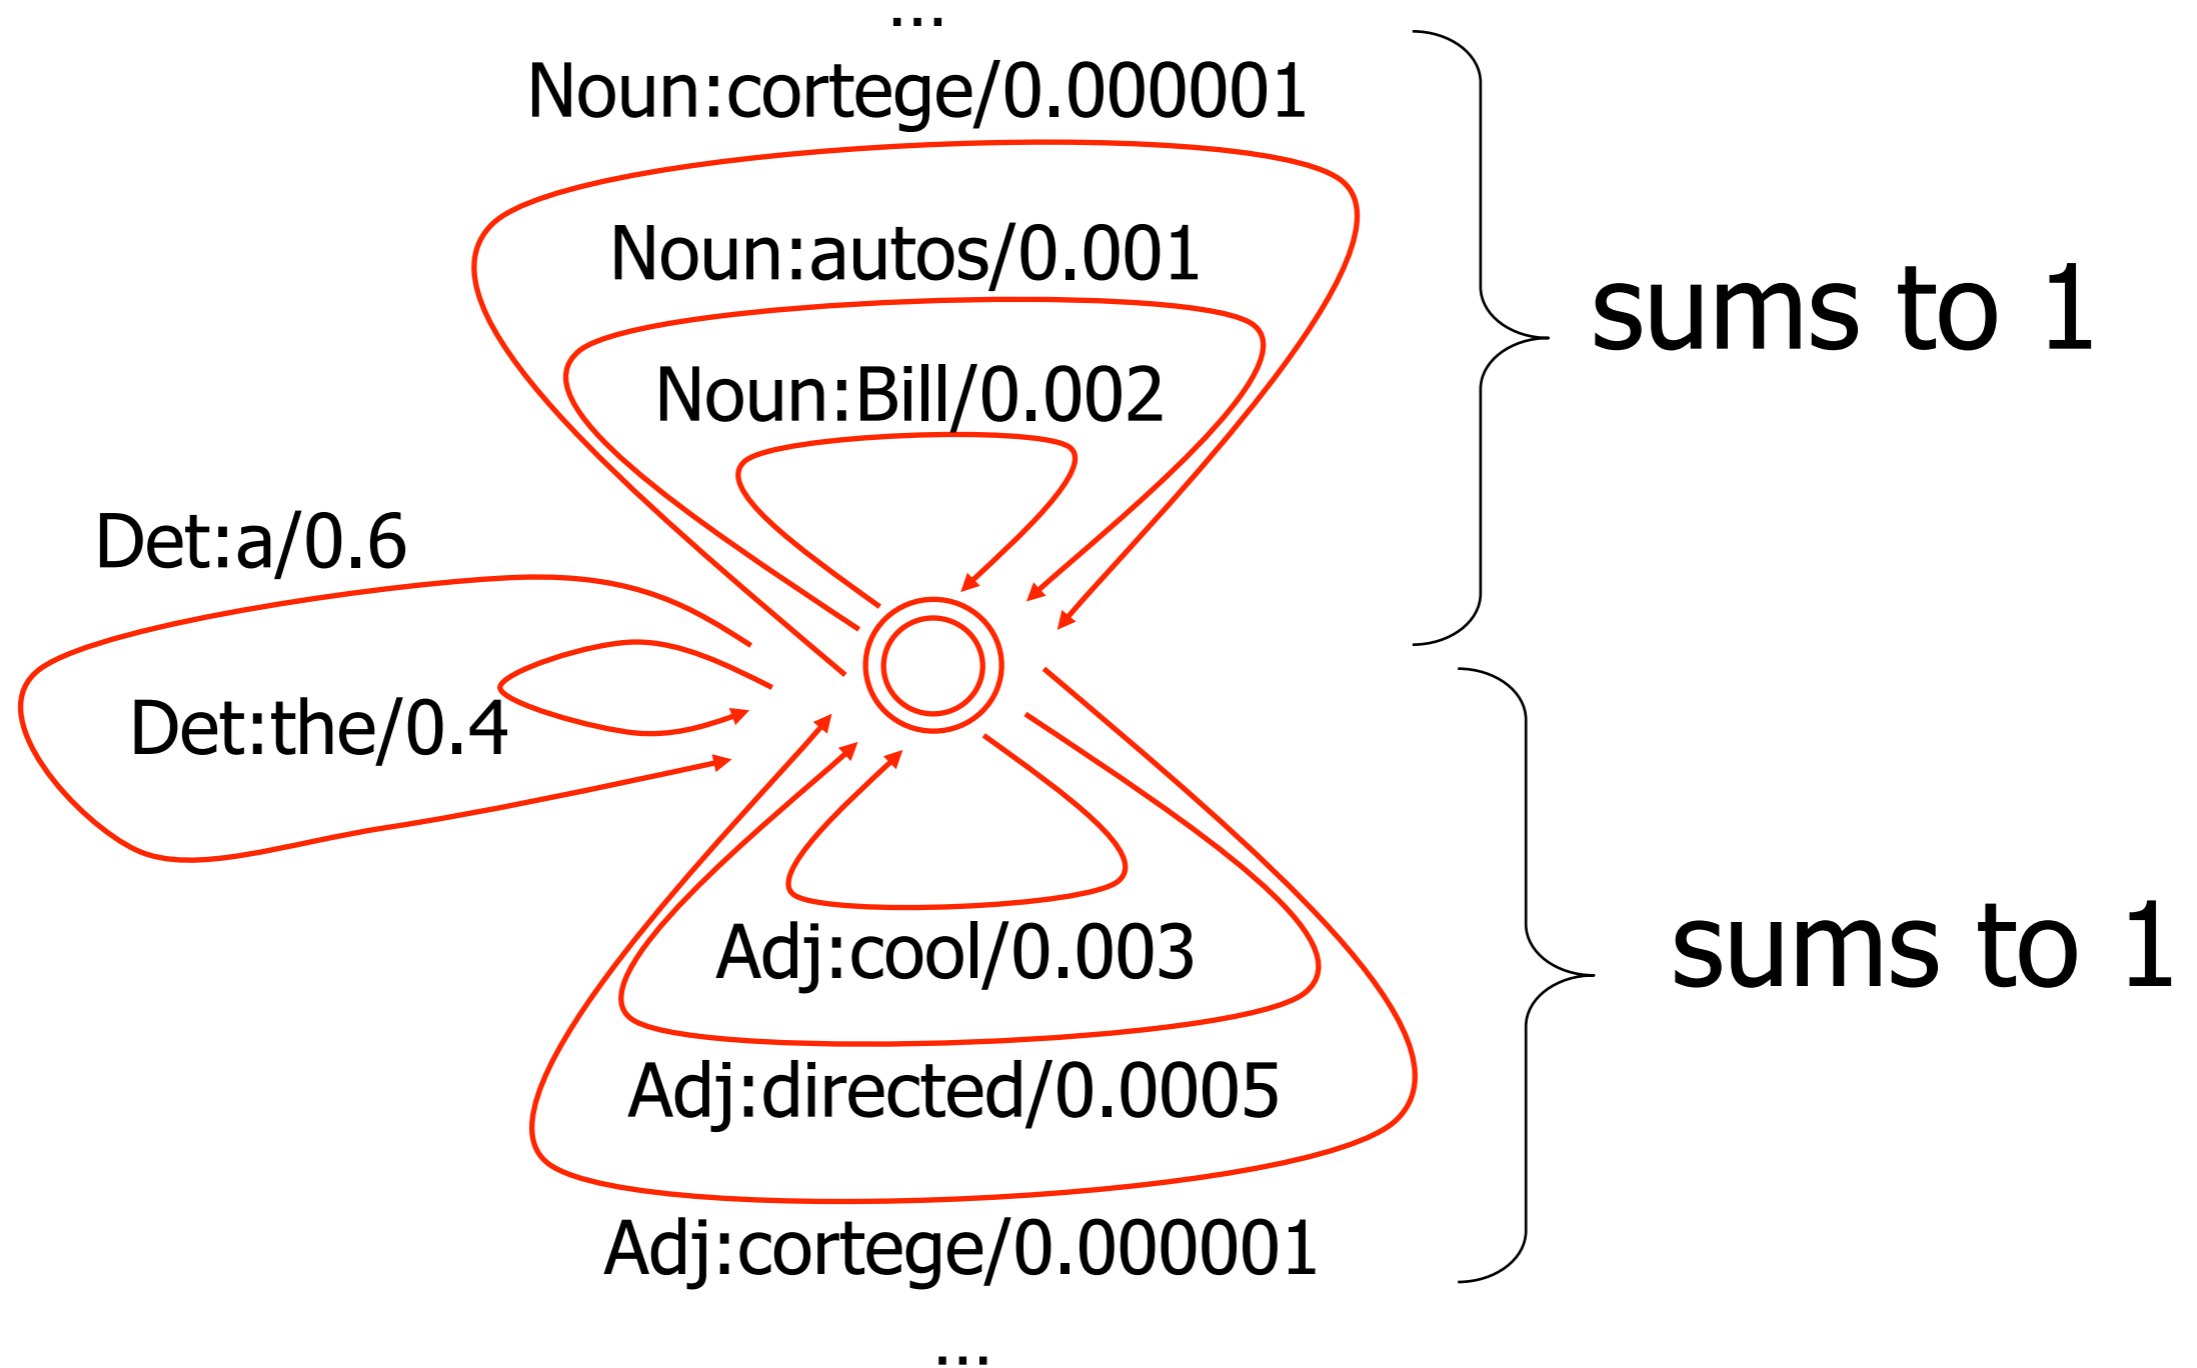 ...
Noun:cortege/0.000001
Noun:autos/0.001
sums to 1
Noun:Bill/0.002
Det:a/0.6
Det:the/0.4
Adj:cool/0.003
sums to 1
Adj:directed/0.0005
Adj:cortege/0.000001
...